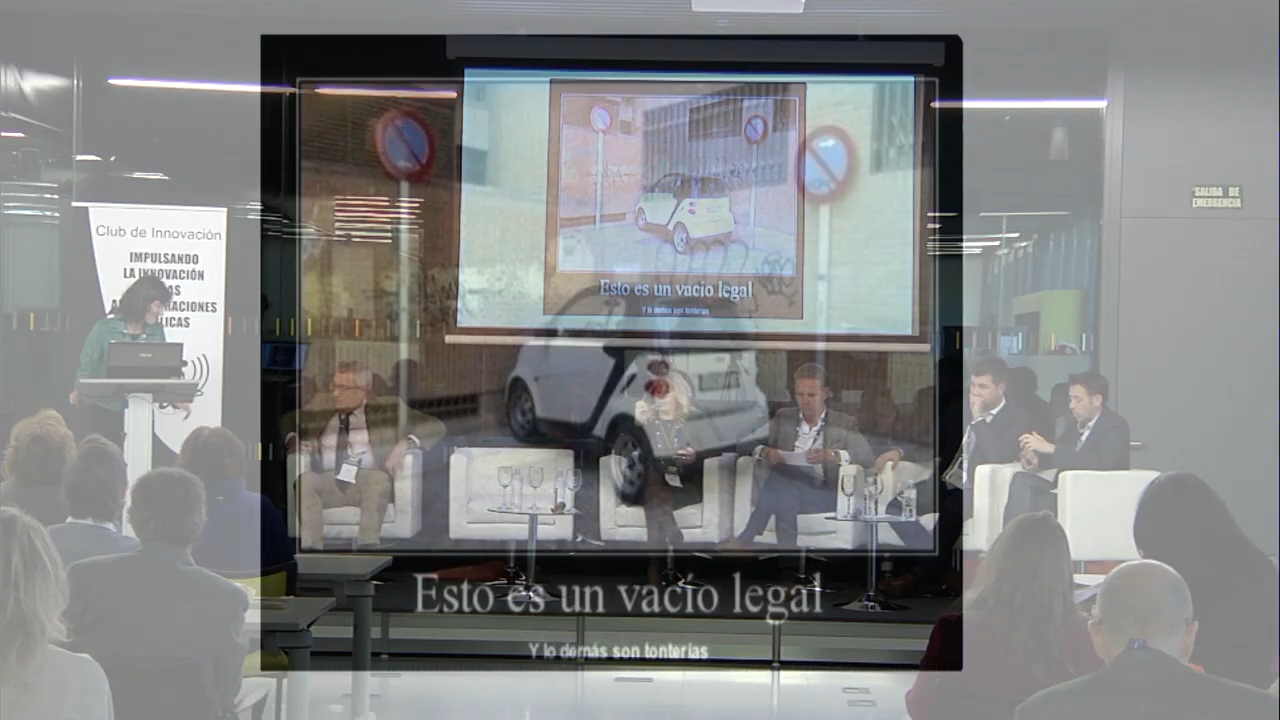 Club de Innovación
IMPULSANDO
LA INNOVACIÓN
SALIDA DE
EMERGENCIA
Esto es un vacío legal
Y lo demás son tonterías
Esto es un vacío legal
Y lo demás son tonterías